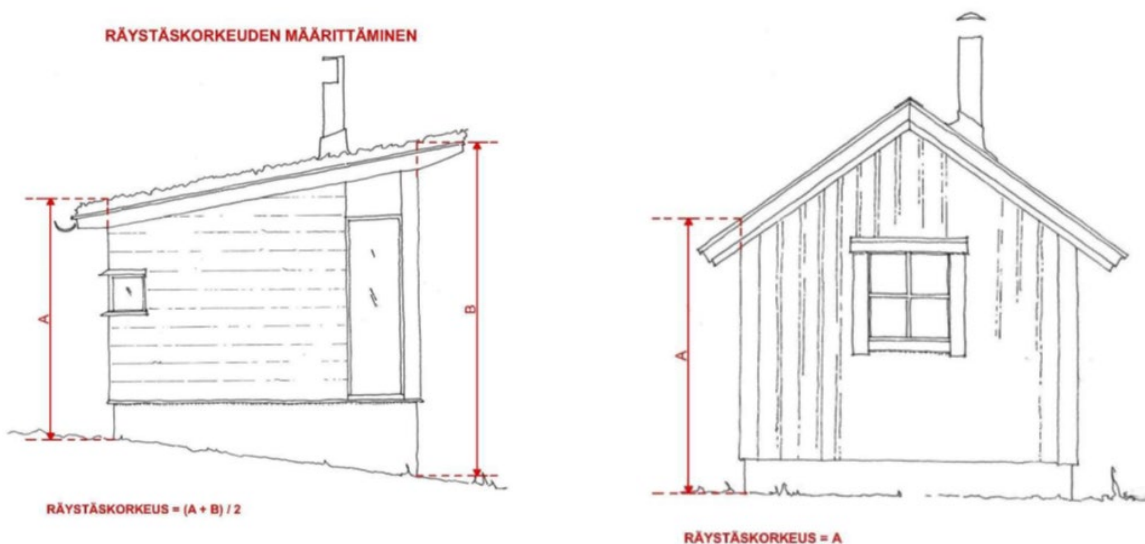 RÄYSTÄSKORKEUDEN MÄÄRITTÄMINEN
A
B
RÄYSTÄSKORKEUS = (A + B) / 2
A
RÄYSTÄSKORKEUS = A